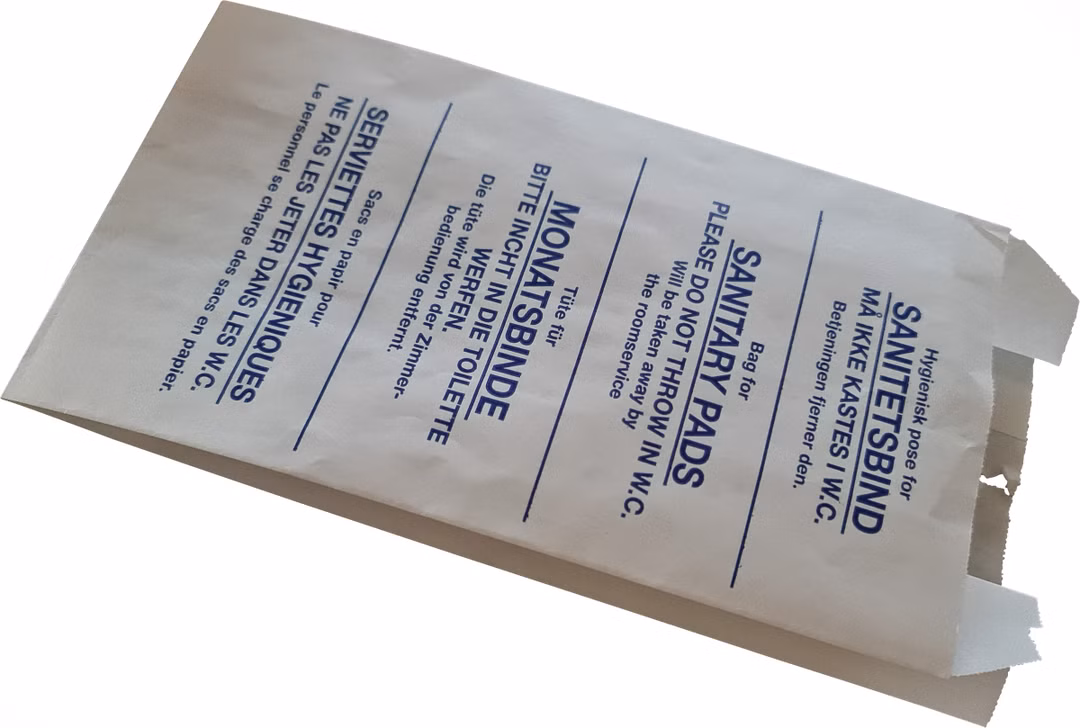 Hygienisk pose for
SANITETSBIND
MÅ IKKE KASTES I W.C.
Betjeningen fjerner den.
Bag for
SANITARY PADS
PLEASE DO NOT THROW IN W.C.
Will be taken away by
the roomservice
Tüte für
MONATSBINDE
BITTE INCHT IN DIE TOILETTE
WERFEN.
Die tüte wird von der Zimmer-
bedienung entfernt.
Sacs en papir pour
SERVIETTES HYGIENIQUES
NE PAS LES JETER DANS LES W.C.
Le personnel se charge des sacs en papier.